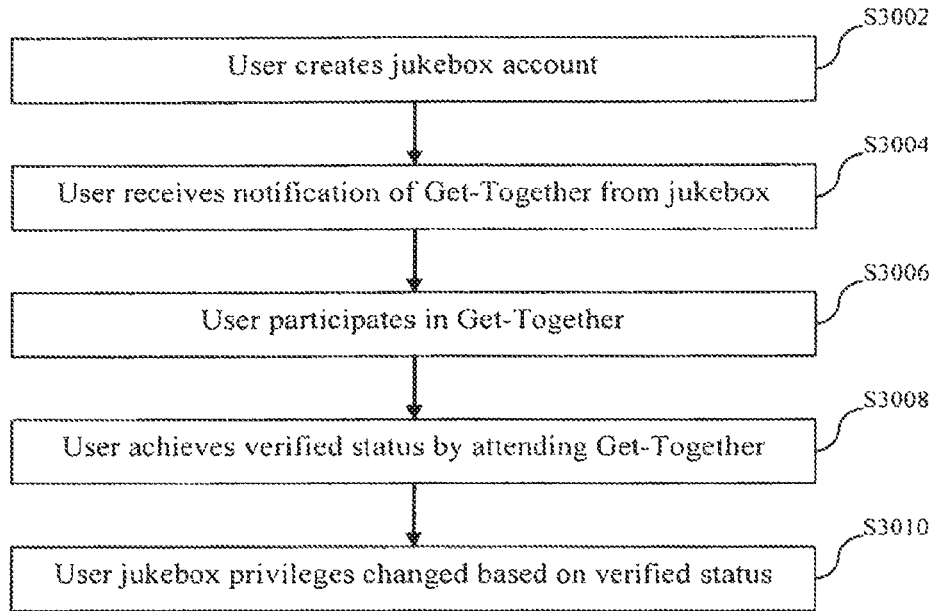 S3002
User creates jukebox account
S3004
User receives notification of Get-Together from jukebox
S3006
User participates in Get-Together
S3008
User achieves verified status by attending Get-Together
S3010
User jukebox privileges changed based on verified status